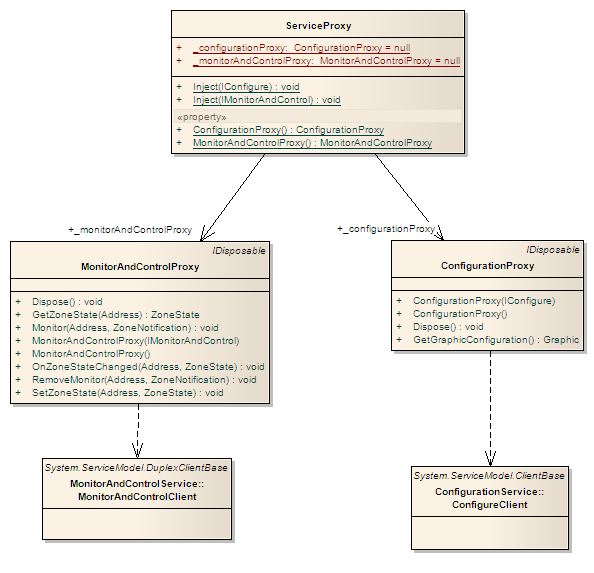 ServiceProxy
+ _configurationProxy: ConfigurationProxy = null
+ _monitorAndControlProxy: MonitorAndControlProxy = null
+ Inject(IConfigure) : void
+ Inject(IMonitorAndControl) : void
«property»
+ ConfigurationProxy() : ConfigurationProxy
+ MonitorAndControlProxy() : MonitorAndControlProxy
+_monitorAndControlProxy
+_configurationProxy
IDisposable
MonitorAndControlProxy
+ Dispose() : void
+ GetZoneState(Address) : ZoneState
+ Monitor(Address, ZoneNotification) : void
+ MonitorAndControlProxy(IMonitorAndControl)
+ MonitorAndControlProxy()
+ OnZoneStateChanged(Address, ZoneState) : void
+ RemoveMonitor(Address, ZoneNotification) : void
+ SetZoneState(Address, ZoneState) : void
IDisposable
ConfigurationProxy
+ ConfigurationProxy(IConfigure)
+ ConfigurationProxy()
+ Dispose() : void
+ GetGraphicConfiguration() : Graphic
System.ServiceModel.DuplexClientBase
MonitorAndControlService::
MonitorAndControlClient
System.ServiceModel.ClientBase
ConfigurationService::
ConfigureClient